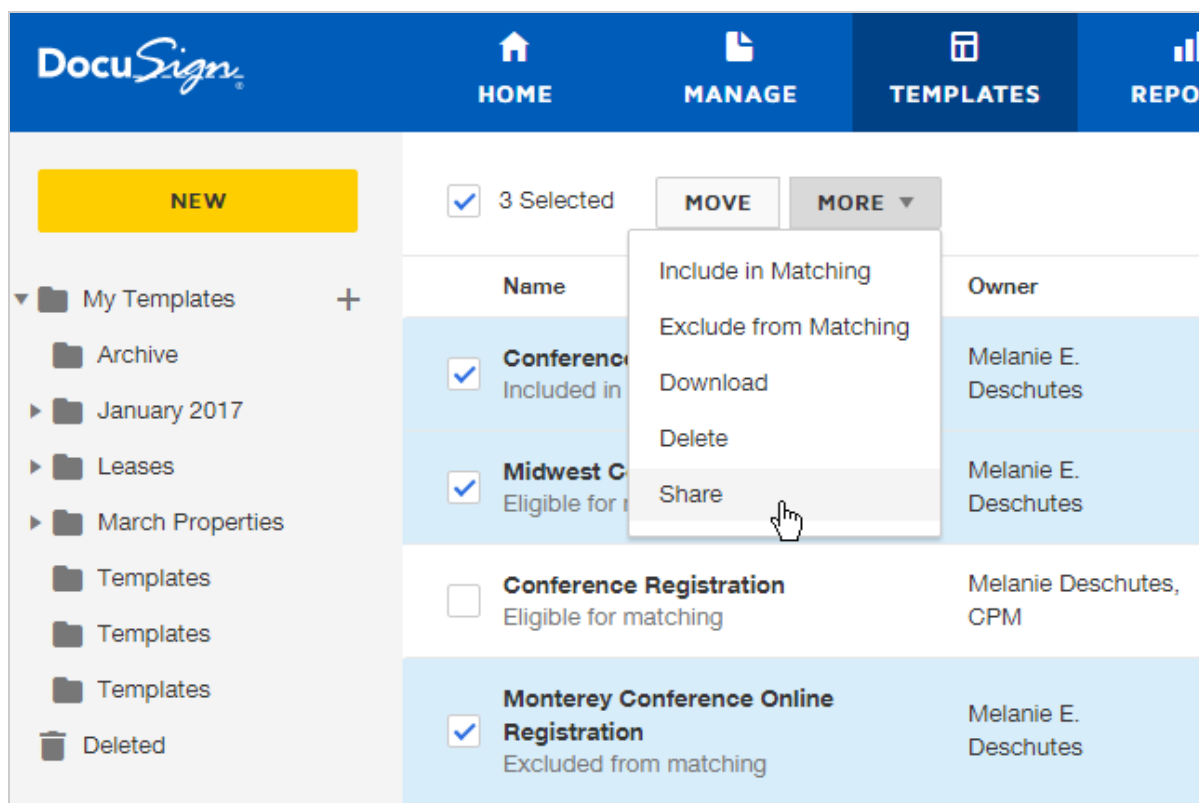 DocuSign
HOME
MANAGE
TEMPLATES
REPO
NEW
3 Selected
MOVE
MORE
My Templates
Archive
January 2017
Leases
March Properties
Templates
Templates
Templates
Deleted
Include in Matching
Exclude from Matching
Download
Delete
Share
Name
Owner
Conference
Included in
Melanie E.
Deschutes
Midwest C
Eligible for
Melanie E.
Deschutes
Conference Registration
Eligible for matching
Melanie Deschutes,
CPM
Monterey Conference Online
Registration
Excluded from matching
Melanie E.
Deschutes